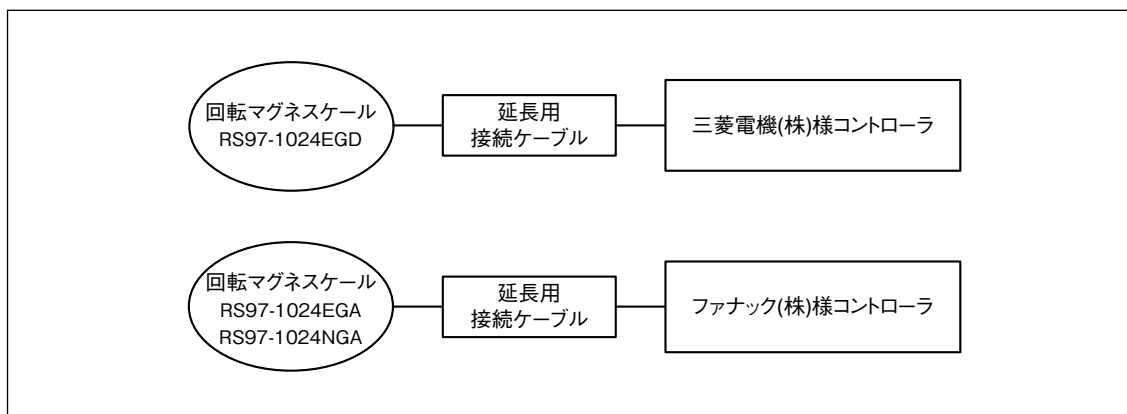 回転マグネスケール
RS97-1024EGD
延長用
接続ケーブル
三菱電機(株)様コントローラ
回転マグネスケール
RS97-1024EGA
RS97-1024NGA
延長用
接続ケーブル
ファナック(株)様コントローラ